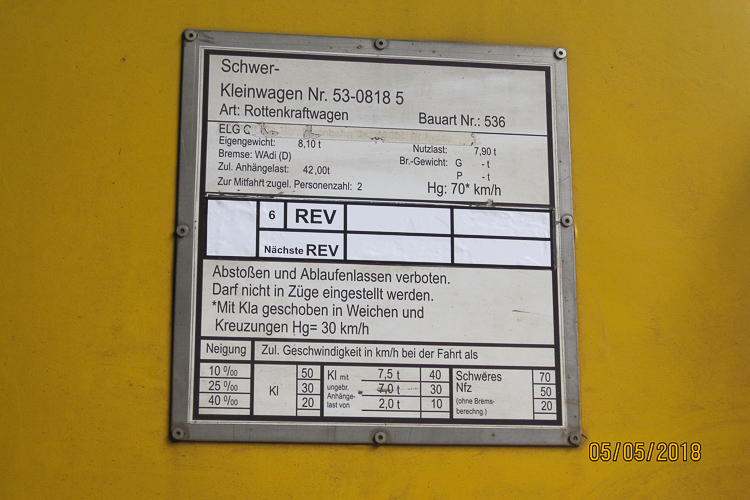 Schwer-
Kleinwagen Nr. 53-0818 5
Art: Rottenkraftwagen Bauart Nr.: 536
ELG
Eigengewicht: 8,10t Nutzlast: 7,90t
Bremse: WAdi (D) Br.-Gewicht: G -t
Zul. Anhängelast: 42,00t P -t
Zur Mitfahrt zugel. Personenzahl: 2 Hg: 70* km/h
6 REV
Nächste REV
Abstoßen und Ablaufenlassen verboten.
Darf nicht in Züge eingestellt werden.
*Mit Kla geschoben in Weichen und
Kreuzungen Hg= 30 km/h
Neigung Zul. Geschwindigkeit in km/h bei der Fahrt als
10 0/00 50 Kl mit 7,5 t 40 Schweres 70
25 0/00 Kl 30 ungebr. 7,0 t 30 Nfz 50
Anhänge- (ohne Brems-
40 0/00 20 last von 2,0 t 10 berechng.) 20
05/05/2018